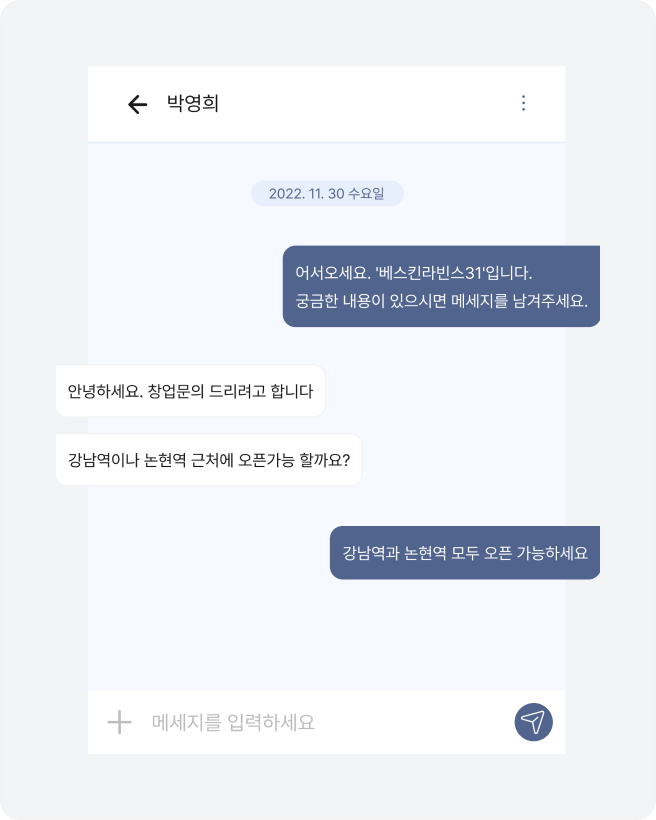 박영희
2022. 11. 30 수요일
어서오세요. '베스킨라빈스31'입니다.
궁금한 내용이 있으시면 메세지를 남겨주세요.
안녕하세요. 창업문의 드리려고 합니다
강남역이나 논현역 근처에 오픈가능 할까요?
강남역과 논현역 모두 오픈 가능하세요
메세지를 입력하세요